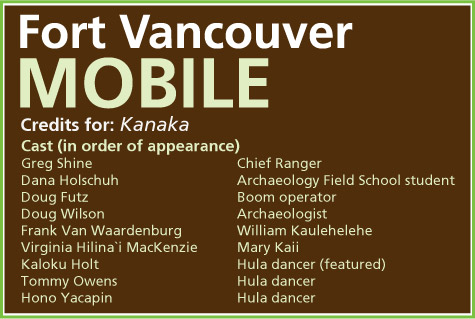 Fort Vancouver
MOBILE
Credits for: Kanaka
Cast (in order of appearance)
Greg Shine Chief Ranger
Dana Holschuh Archaeology Field School student
Doug Futz Boom operator
Doug Wilson Archaeologist
Frank Van Waardenburg William Kaulehelehe
Virginia Hilina`i MacKenzie Mary Kaii
Kaloku Holt Hula dancer (featured)
Tommy Owens Hula dancer
Hono Yacapin Hula dancer